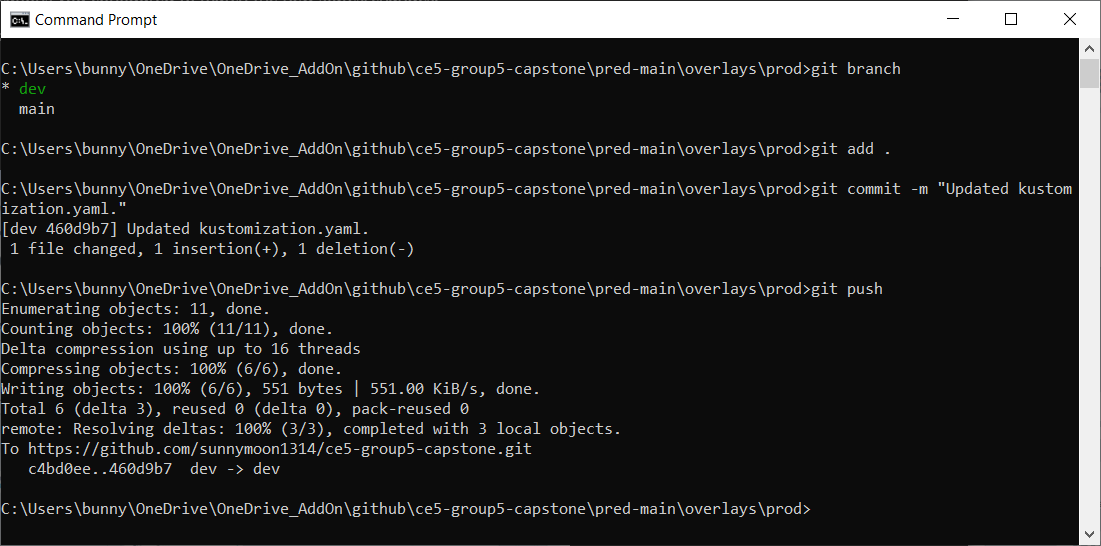 Command Prompt
C:\Users\bunny\OneDrive\OneDrive_AddOn\github\ce5-group5-capstone\pred-main\overlays\prod>git branch
* dev
  main
C:\Users\bunny\OneDrive\OneDrive_AddOn\github\ce5-group5-capstone\pred-main\overlays\prod>git add .
C:\Users\bunny\OneDrive\OneDrive_AddOn\github\ce5-group5-capstone\pred-main\overlays\prod>git commit -m "Updated kustom
ization.yaml."
[dev 460d9b7] Updated kustomization.yaml.
 1 file changed, 1 insertion(+), 1 deletion(-)
C:\Users\bunny\OneDrive\OneDrive_AddOn\github\ce5-group5-capstone\pred-main\overlays\prod>git push
Enumerating objects: 11, done.
Counting objects: 100% (11/11), done.
Delta compression using up to 16 threads
Compressing objects: 100% (6/6), done.
Writing objects: 100% (6/6), 551 bytes | 551.00 KiB/s, done.
Total 6 (delta 3), reused 0 (delta 0), pack-reused 0
remote: Resolving deltas: 100% (3/3), completed with 3 local objects.
To https://github.com/sunnymoon1314/ce5-group5-capstone.git
   c4bd0ee..460d9b7  dev -> dev
C:\Users\bunny\OneDrive\OneDrive_AddOn\github\ce5-group5-capstone\pred-main\overlays\prod>